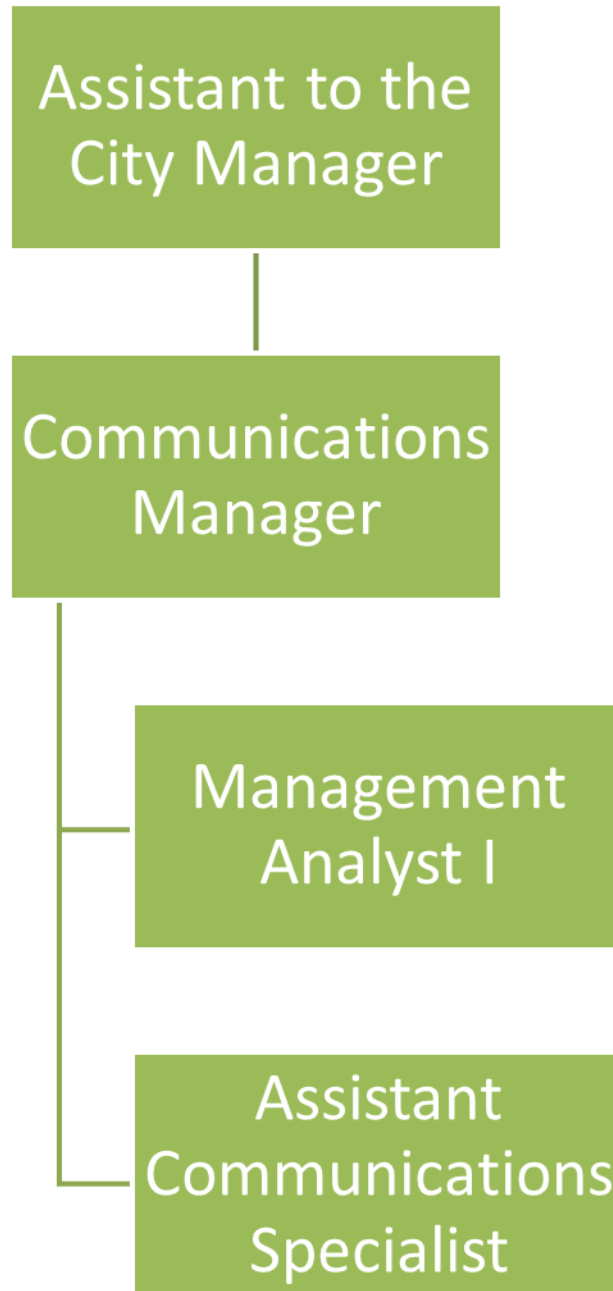 Assistant to the
City Manager
Communications
Manager
Management
Analyst I
Assistant
Communications
Specialist